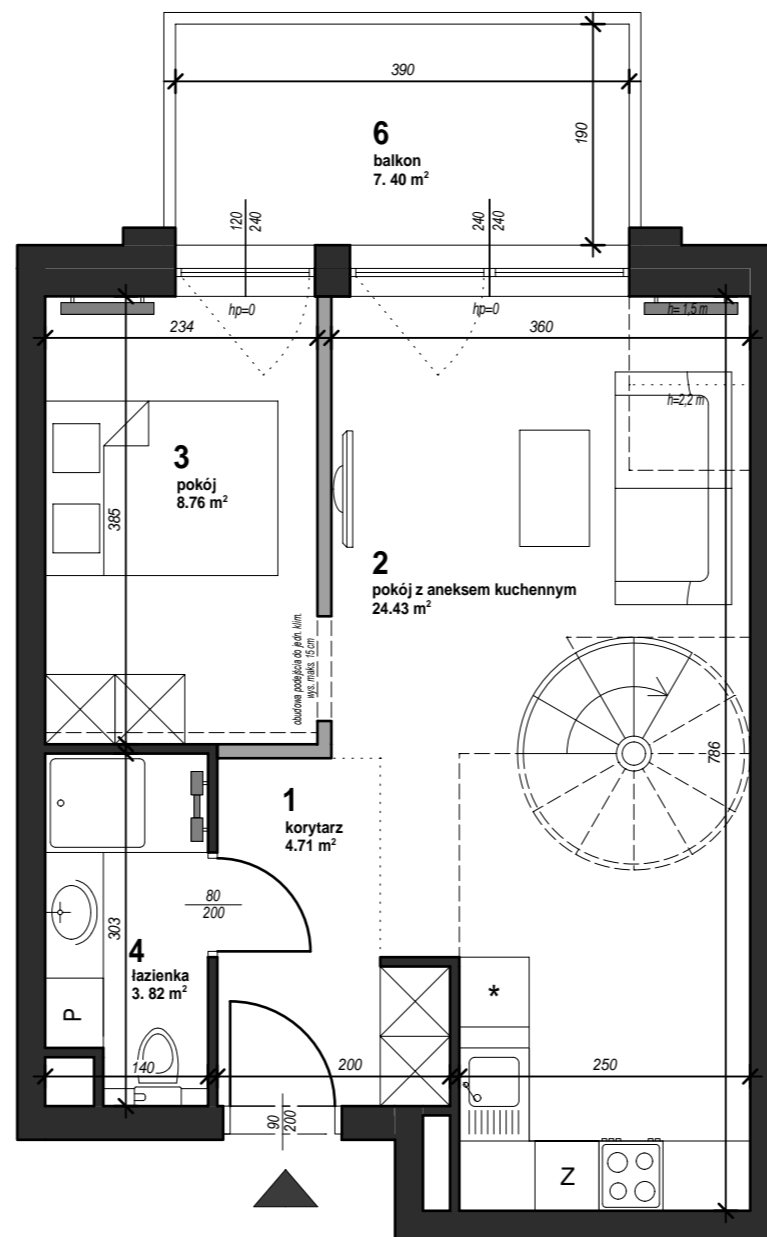 390
190
6
balkon
7. 40 m²
120
240
240
240
hp=0
hp=0
h= 1,5 m
234
360
h=2,2 m
3
pokój
8.76 m²
385
2
pokój z aneksem kuchennym
24.43 m²
obudowa podejścia do jedn. klim.
wys. maks. 15 cm
786
1
korytarz
4.71 m²
80
200
303
4
łazienka
3. 82 m²
*
P
140
200
250
90
200
Z